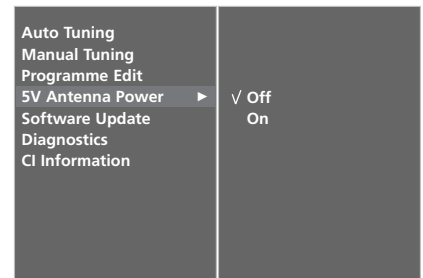 Auto Tuning
Manual Tuning
Programme Edit
5V Antenna Power ►
Software Update
Diagnostics
CI Information
√ Off
On